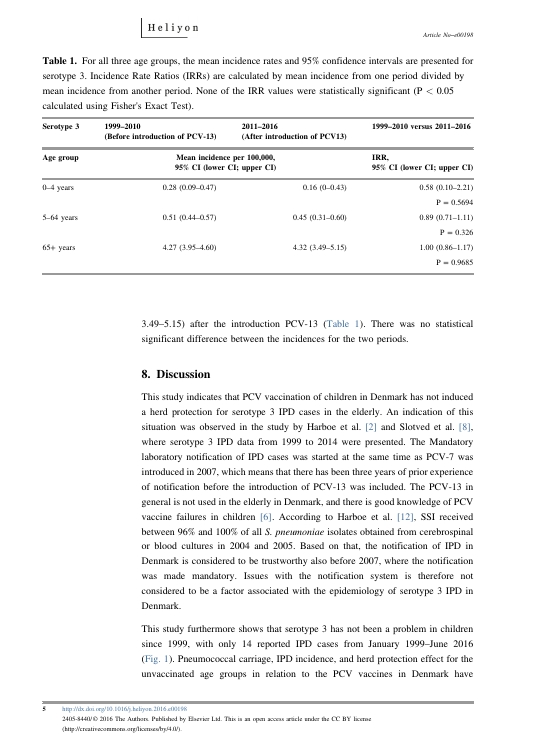 Heliyon
Article No~e00198
Table 1. For all three age groups, the mean incidence rates and 95% confidence intervals are presented for
serotype 3. Incidence Rate Ratios (IRRs) are calculated by mean incidence from one period divided by
mean incidence from another period. None of the IRR values were statistically significant (P < 0.05
calculated using Fisher's Exact Test).
Serotype 3 1999–2010 2011–2016 1999–2010 versus 2011–2016
(Before introduction of PCV-13) (After introduction of PCV13)
Age group Mean incidence per 100,000, IRR,
95% CI (lower CI; upper CI) 95% CI (lower CI; upper CI)
0–4 years 0.28 (0.09–0.47) 0.16 (0–0.43) 0.58 (0.10–2.21)
P = 0.5694
5–64 years 0.51 (0.44–0.57) 0.45 (0.31–0.60) 0.89 (0.71–1.11)
P = 0.326
65+ years 4.27 (3.95–4.60) 4.32 (3.49–5.15) 1.00 (0.86–1.17)
P = 0.9685
3.49–5.15) after the introduction PCV-13 (Table 1). There was no statistical
significant difference between the incidences for the two periods.
8. Discussion
This study indicates that PCV vaccination of children in Denmark has not induced
a herd protection for serotype 3 IPD cases in the elderly. An indication of this
situation was observed in the study by Harboe et al. [2] and Slotved et al. [8],
where serotype 3 IPD data from 1999 to 2014 were presented. The Mandatory
laboratory notification of IPD cases was started at the same time as PCV-7 was
introduced in 2007, which means that there has been three years of prior experience
of notification before the introduction of PCV-13 was included. The PCV-13 in
general is not used in the elderly in Denmark, and there is good knowledge of PCV
vaccine failures in children [6]. According to Harboe et al. [12], SSI received
between 96% and 100% of all S. pneumoniae isolates obtained from cerebrospinal
or blood cultures in 2004 and 2005. Based on that, the notification of IPD in
Denmark is considered to be trustworthy also before 2007, where the notification
was made mandatory. Issues with the notification system is therefore not
considered to be a factor associated with the epidemiology of serotype 3 IPD in
Denmark.
This study furthermore shows that serotype 3 has not been a problem in children
since 1999, with only 14 reported IPD cases from January 1999–June 2016
(Fig. 1). Pneumococcal carriage, IPD incidence, and herd protection effect for the
unvaccinated age groups in relation to the PCV vaccines in Denmark have
5 http://dx.doi.org/10.1016/j.heliyon.2016.e00198
2405-8440/© 2016 The Authors. Published by Elsevier Ltd. This is an open access article under the CC BY license
(http://creativecommons.org/licenses/by/4.0/).